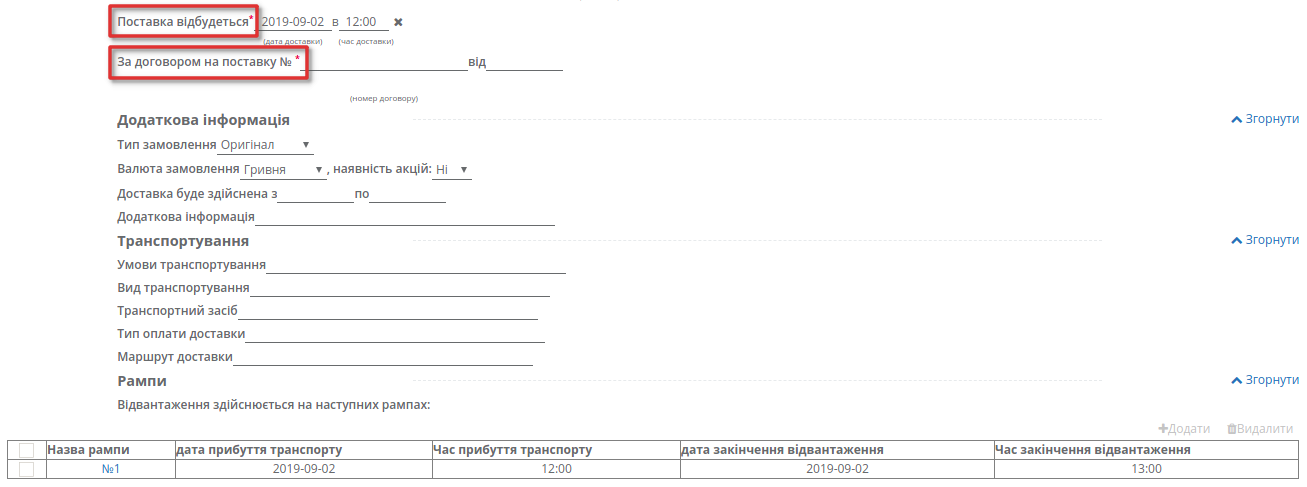 Поставка відбудеться* 2019-09-02 в 12:00 ✖
(дата доставки) (час доставки)
За договором на поставку № * від
(номер договору)
Додаткова інформація Згорнути
Тип замовлення Оригінал ▼
Валюта замовлення Гривня ▼, наявність акцій: Ні ▼
Доставка буде здійснена з по
Додаткова інформація
Транспортування Згорнути
Умови транспортування
Вид транспортування
Транспортний засіб
Тип оплати доставки
Маршрут доставки
Рампи Згорнути
Відвантаження здійснюється на наступних рампах:
Додати Видалити
Назва рампи дата прибуття транспорту Час прибуття транспорту дата закінчення відвантаження Час закінчення відвантаження
№1 2019-09-02 12:00 2019-09-02 13:00